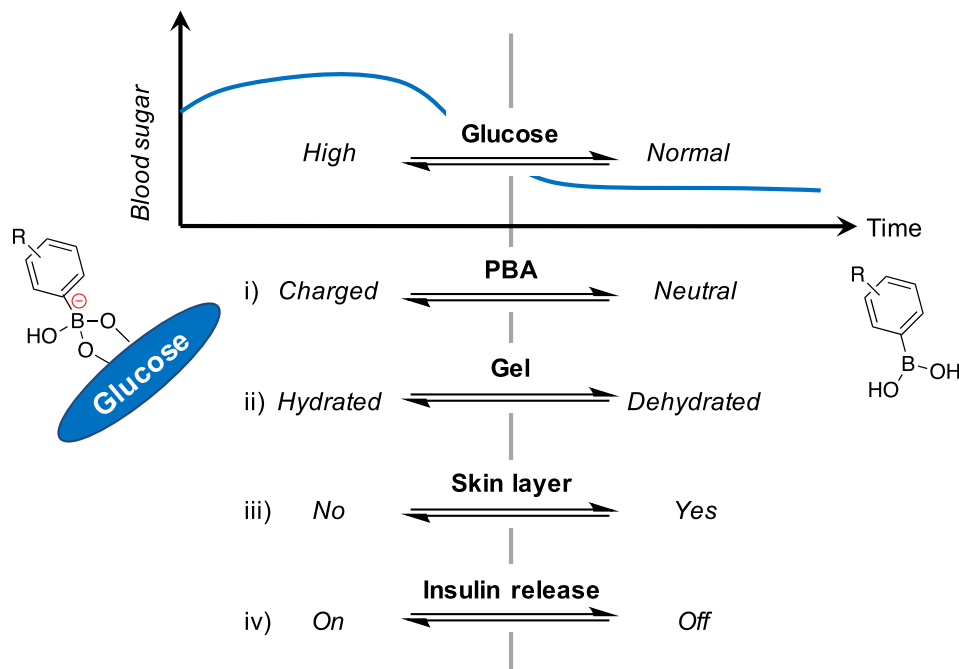 Blood sugar
Glucose
High
Normal
Time
PBA
i) Charged
Neutral
Gel
ii) Hydrated
Dehydrated
Skin layer
iii) No
Yes
Insulin release
iv) On
Off
R
B
HO
O
O
Glucose
R
B
OH
HO